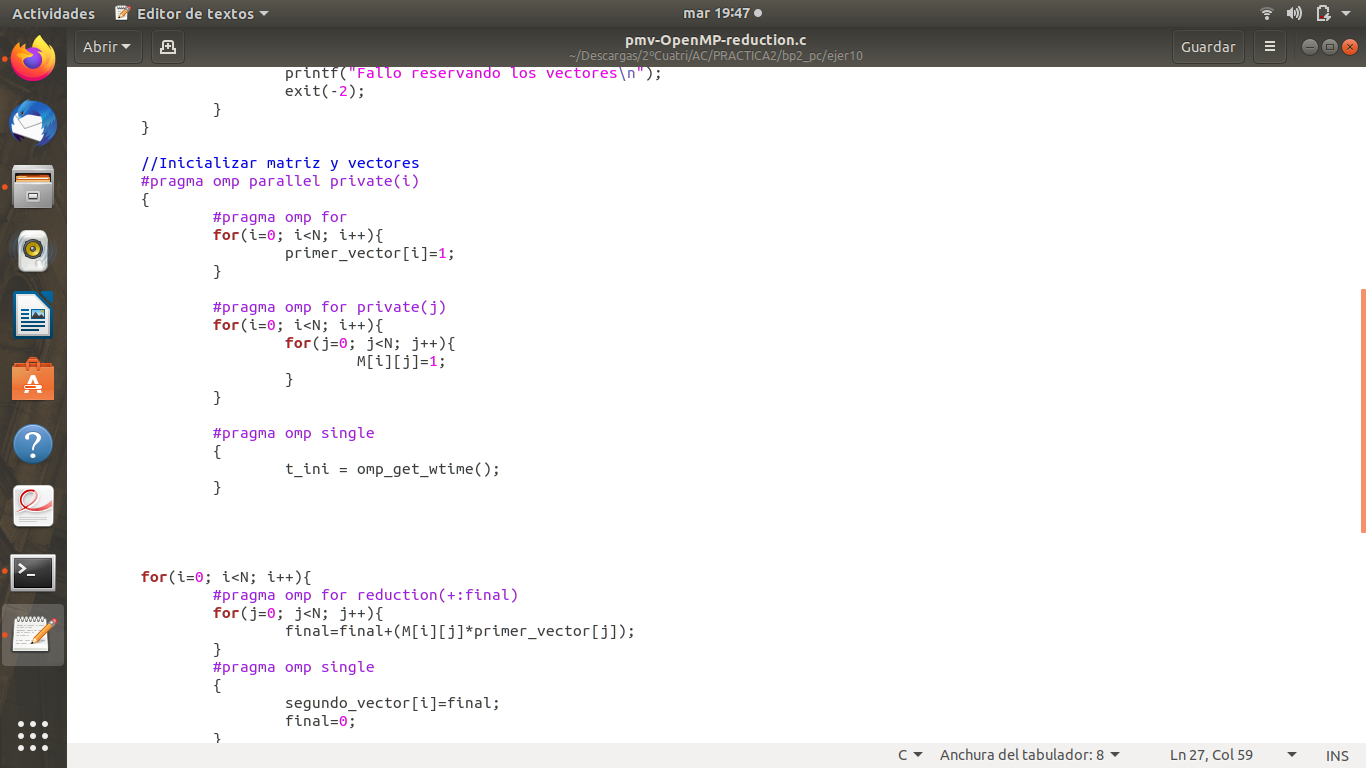 Actividades Editor de textos mar 19:47
Abrir pmv-OpenMP-reduction.c Guardar
~/Descargas/2ºCuatri/AC/PRACTICA2/bp2_pc/ejer10
printf("Fallo reservando los vectores\n");
exit(-2);
}
}
//Inicializar matriz y vectores
#pragma omp parallel private(i)
{
#pragma omp for
for(i=0; i<N; i++){
primer_vector[i]=1;
}
#pragma omp for private(j)
for(i=0; i<N; i++){
for(j=0; j<N; j++){
M[i][j]=1;
}
}
#pragma omp single
{
t_ini = omp_get_wtime();
}
for(i=0; i<N; i++){
#pragma omp for reduction(+:final)
for(j=0; j<N; j++){
final=final+(M[i][j]*primer_vector[j]);
}
#pragma omp single
{
segundo_vector[i]=final;
final=0;
}
C Anchura del tabulador: 8 Ln 27, Col 59 INS